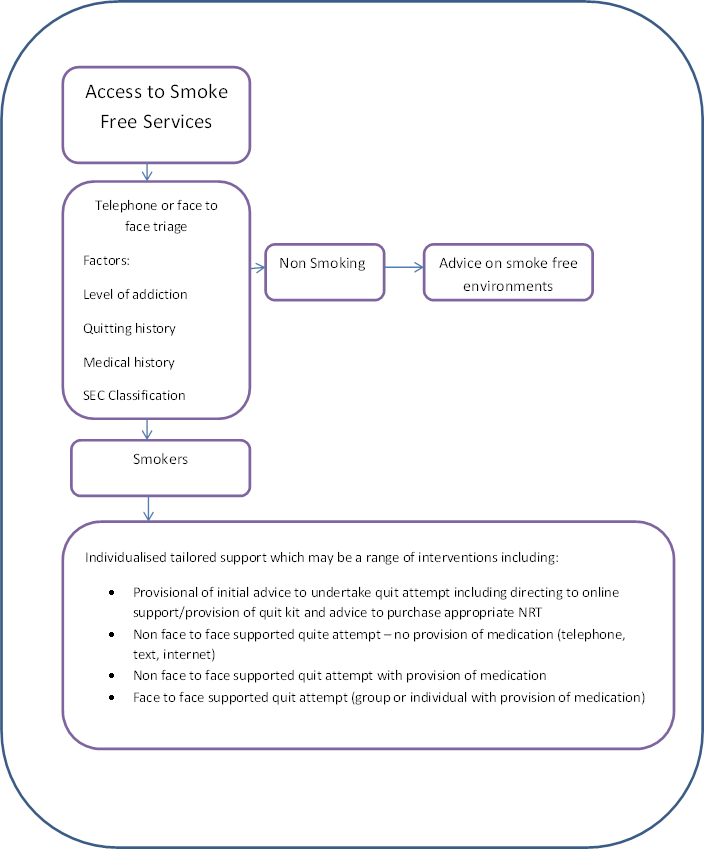 Access to Smoke
Free Services
Telephone or face to
face triage
Factors:
Level of addiction
Quitting history
Medical history
SEC Classification
Non Smoking
Advice on smoke free
environments
Smokers
Individualised tailored support which may be a range of interventions including:
• Provisional of initial advice to undertake quit attempt including directing to online
support/provision of quit kit and advice to purchase appropriate NRT
• Non face to face supported quite attempt – no provision of medication (telephone,
text, internet)
• Non face to face supported quit attempt with provision of medication
• Face to face supported quit attempt (group or individual with provision of medication)